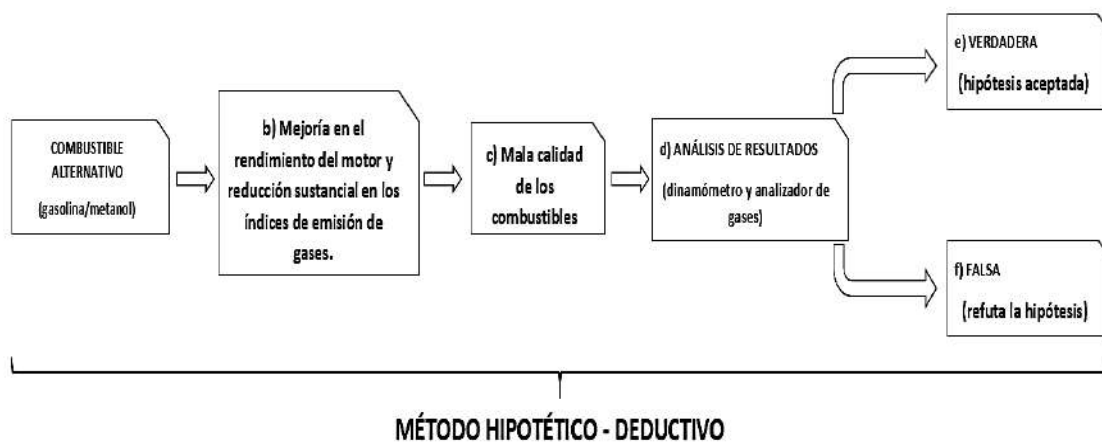 COMBUSTIBLE
ALTERNATIVO
(gasolina/metanol)
b) Mejoría en el
rendimiento del motor y
reducción sustancial en los
índices de emisión de
gases.
c) Mala calidad
de los
combustibles
d) ANÁLISIS DE RESULTADOS
(dinamómetro y analizador de
gases)
e) VERDADERA
(hipótesis aceptada)
f) FALSA
(refuta la hipótesis)
MÉTODO HIPOTÉTICO - DEDUCTIVO